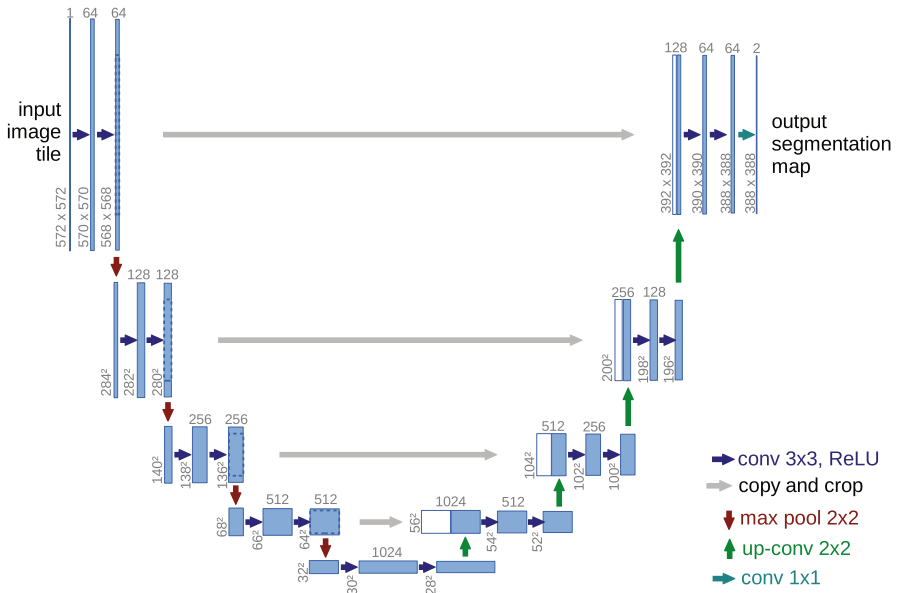 1 64 64
input
image
tile
572 x 572
570 x 570
568 x 568
128 64 64 2
output
segmentation
map
392 x 392
390 x 390
388 x 388
388 x 388
128 128
284²
282²
280²
256 128
200²
198²
196²
256 256
140²
138²
136²
512 256
104²
102²
100²
512 512
68²
66²
64²
1024 512
56²
54²
52²
1024
32²
30²
28²
conv 3x3, ReLU
copy and crop
max pool 2x2
up-conv 2x2
conv 1x1